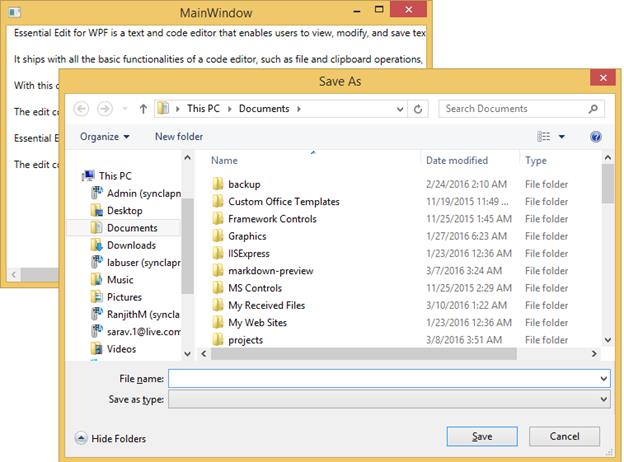 MainWindow
Essential Edit for WPF is a text and code editor that enables users to view, modify, and save tex
It ships with all the basic functionalities of a code editor, such as file and clipboard operations,
With this c
The edit co
Essential E
The edit co
Save As
This PC Documents
Search Documents
Organize New folder
Name Date modified Type
This PC
Admin (synclapn
Desktop
Documents
Downloads
labuser (synclapr
Music
Pictures
RanjithM (synclap
sarav.1@live.com
Videos
backup 2/24/2016 2:10 AM File folder
Custom Office Templates 11/19/2015 11:49 ... File folder
Framework Controls 11/25/2015 1:45 AM File folder
Graphics 1/27/2016 6:23 AM File folder
IISExpress 1/23/2016 12:36 AM File folder
markdown-preview 3/7/2016 3:24 AM File folder
MS Controls 11/25/2015 2:29 AM File folder
My Received Files 3/10/2016 1:22 AM File folder
My Web Sites 1/23/2016 12:36 AM File folder
projects 3/8/2016 3:51 AM File folder
File name:
Save as type:
Hide Folders
Save Cancel